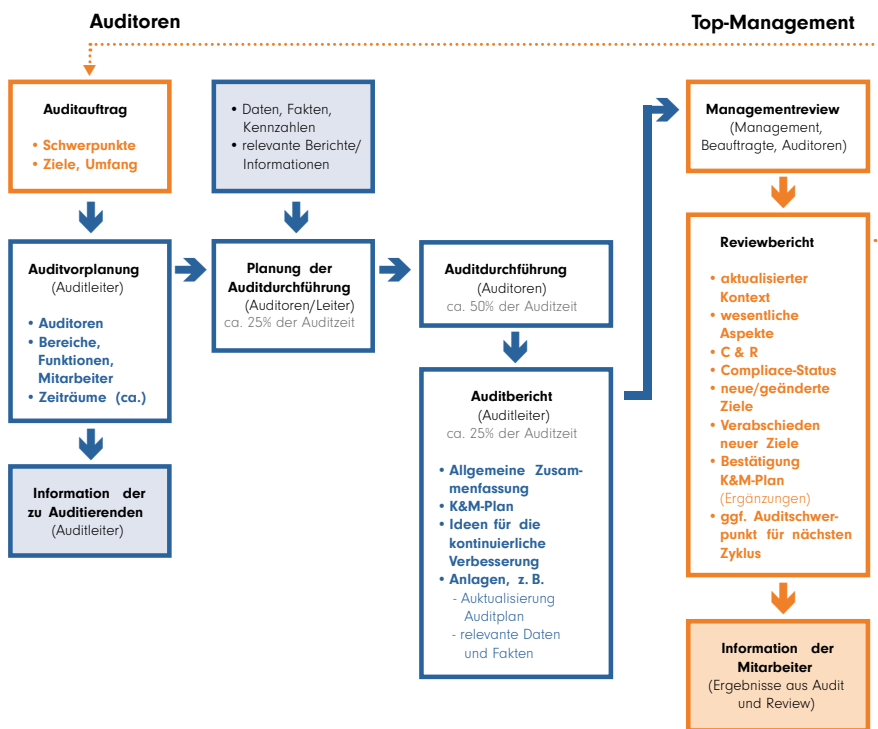 Auditoren
Top-Management
Auditauftrag
• Schwerpunkte
• Ziele, Umfang
• Daten, Fakten,
Kennzahlen
• relevante Berichte/
Informationen
Managementreview
(Management,
Beauftragte, Auditoren)
Auditvorplanung
(Auditleiter)
• Auditoren
• Bereiche,
Funktionen,
Mitarbeiter
• Zeiträume (ca.)
Planung der
Auditdurchführung
(Auditoren/Leiter)
ca. 25% der Auditzeit
Auditdurchführung
(Auditoren)
ca. 50% der Auditzeit
Reviewbericht
• aktualisierter
Kontext
• wesentliche
Aspekte
• C & R
• Compliace-Status
• neue/geänderte
Ziele
• Verabschieden
neuer Ziele
• Bestätigung
K&M-Plan
(Ergänzungen)
• ggf. Auditschwer-
punkt für nächsten
Zyklus
Auditbericht
(Auditleiter)
ca. 25% der Auditzeit
• Allgemeine Zusam-
menfassung
• K&M-Plan
• Ideen für die
kontinuierliche
Verbesserung
• Anlagen, z. B.
- Auktualisierung
Auditplan
- relevante Daten
und Fakten
Information der
zu Auditierenden
(Auditleiter)
Information der
Mitarbeiter
(Ergebnisse aus Audit
und Review)